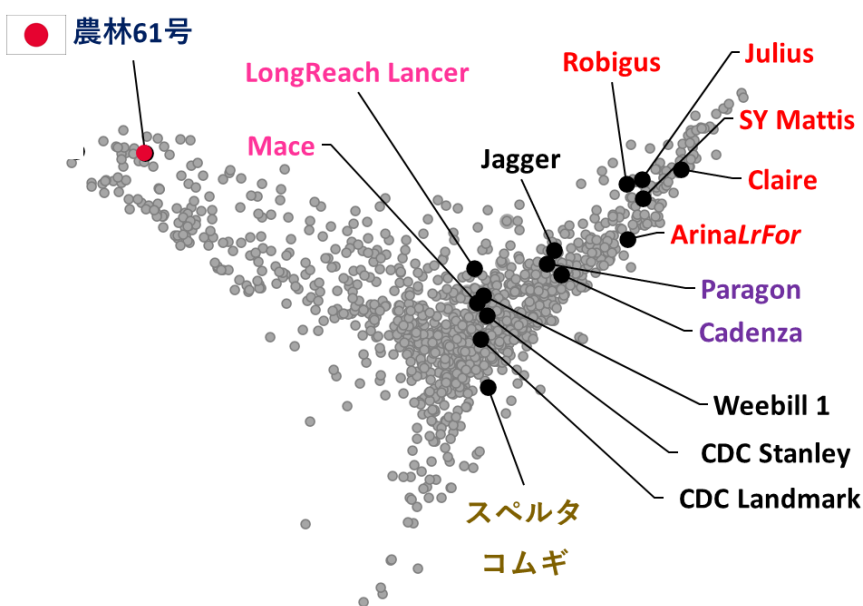 農林61号
LongReach Lancer
Mace
Jagger
Robigus
Julius
SY Mattis
Claire
ArinaLrFor
Paragon
Cadenza
Weebill 1
CDC Stanley
CDC Landmark
スペルタ
コムギ